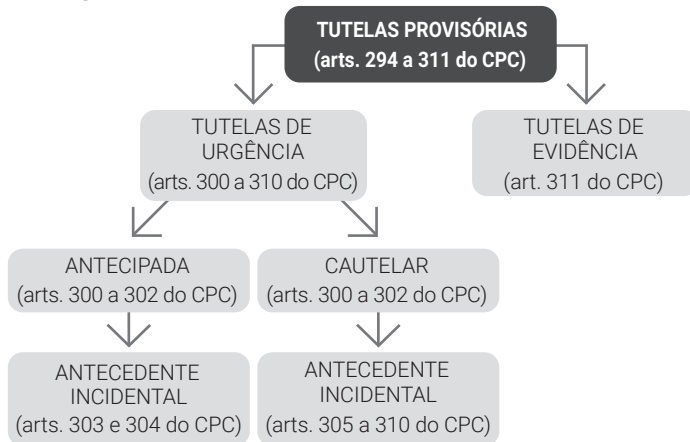 TUTELAS PROVISÓRIAS
(arts. 294 a 311 do CPC)
TUTELAS DE
URGÊNCIA
(arts. 300 a 310 do CPC)
TUTELAS DE
EVIDÊNCIA
(art. 311 do CPC)
ANTECIPADA
(arts. 300 a 302 do CPC)
CAUTELAR
(arts. 300 a 302 do CPC)
ANTECEDENTE
INCIDENTAL
(arts. 303 e 304 do CPC)
ANTECEDENTE
INCIDENTAL
(arts. 305 a 310 do CPC)